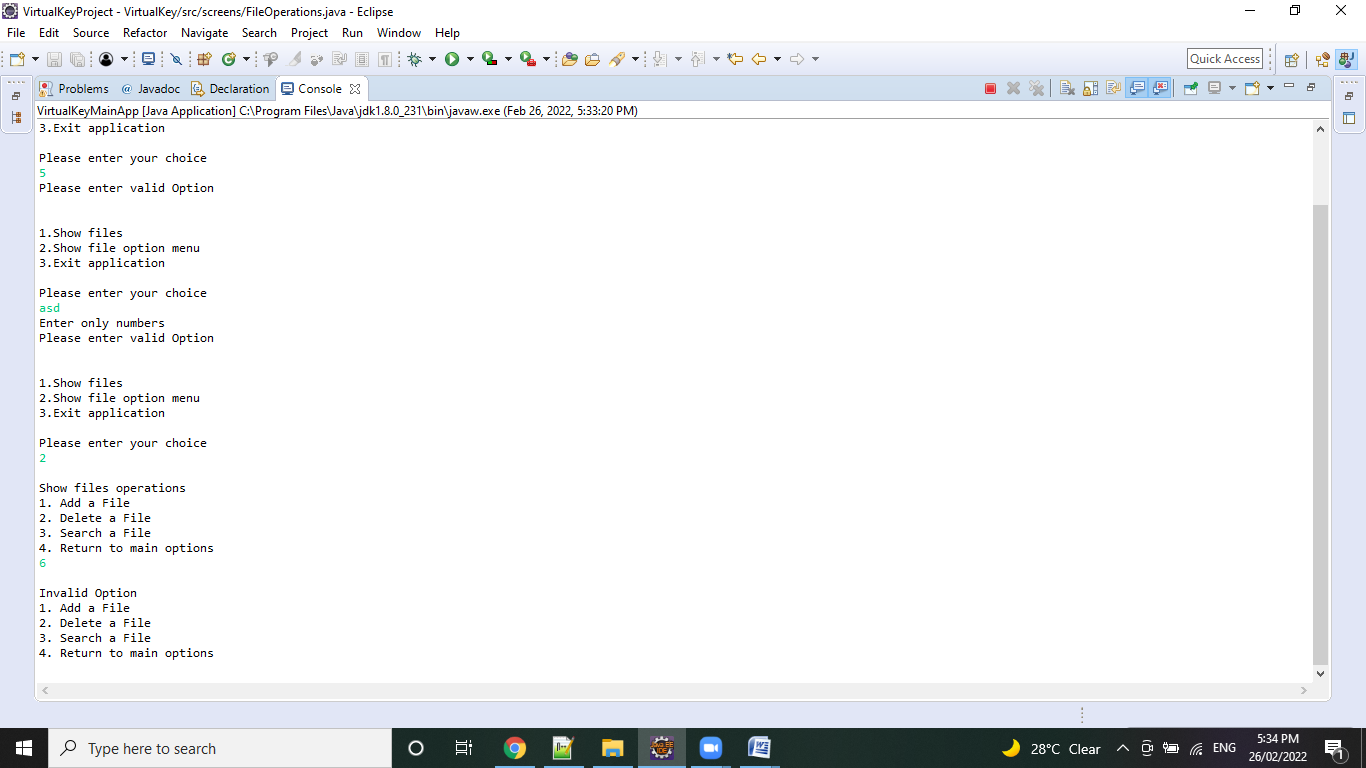 VirtualKeyProject - VirtualKey/src/screens/FileOperations.java - Eclipse
File Edit Source Refactor Navigate Search Project Run Window Help
Quick Access
Problems @ Javadoc Declaration Console
VirtualKeyMainApp [Java Application] C:\Program Files\Java\jdk1.8.0_231\bin\javaw.exe (Feb 26, 2022, 5:33:20 PM)
3.Exit application
Please enter your choice
5
Please enter valid Option
1.Show files
2.Show file option menu
3.Exit application
Please enter your choice
asd
Enter only numbers
Please enter valid Option
1.Show files
2.Show file option menu
3.Exit application
Please enter your choice
2
Show files operations
1. Add a File
2. Delete a File
3. Search a File
4. Return to main options
6
Invalid Option
1. Add a File
2. Delete a File
3. Search a File
4. Return to main options
Type here to search
28°C Clear
ENG
5:34 PM
26/02/2022
1